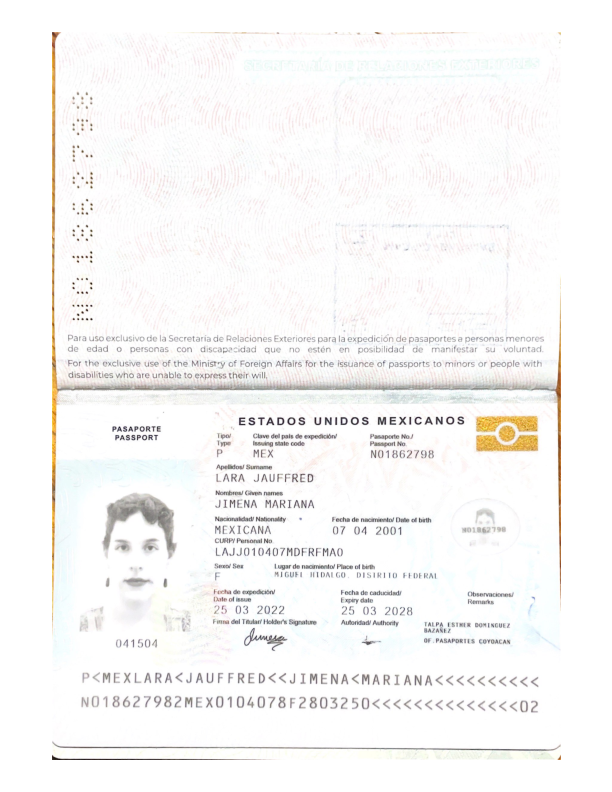 N01862798
Para uso exclusivo de la Secretaría de Relaciones Exteriores para la expedición de pasaportes a personas menores
de edad o personas con discapacidad que no estén en posibilidad de manifestar su voluntad.
For the exclusive use of the Ministry of Foreign Affairs for the issuance of passports to minors or people with
disabilities who are unable to express their will.
ESTADOS UNIDOS MEXICANOS
PASAPORTE
PASSPORT
Tipo/ Clave del país de expedición/ Pasaporte No./
Type Issuing state code Passport No.
P MEX N01862798
Apellidos/ Surname
LARA JAUFFRED
Nombres/ Given names
JIMENA MARIANA
Nacionalidad/ Nationality Fecha de nacimiento/ Date of birth
MEXICANA 07 04 2001
N01862798
CURP/ Personal No.
LAJJ010407MDFRFMA0
Sexo/ Sex Lugar de nacimiento/ Place of birth
F MIGUEL HIDALGO, DISTRITO FEDERAL
Fecha de expedición/ Fecha de caducidad/ Observaciones/
Date of issue Expiry date Remarks
25 03 2022 25 03 2028
Firma del Titular/ Holder's Signature Autoridad/ Authority TALPA ESTHER DOMINGUEZ
BAZAÑEZ
Jimena
OF.PASAPORTES COYOACAN
041504
P<MEXLARA<JAUFFRED<<JIMENA<MARIANA<<<<<<<<<<
N018627982MEX0104078F2803250<<<<<<<<<<<<<<02